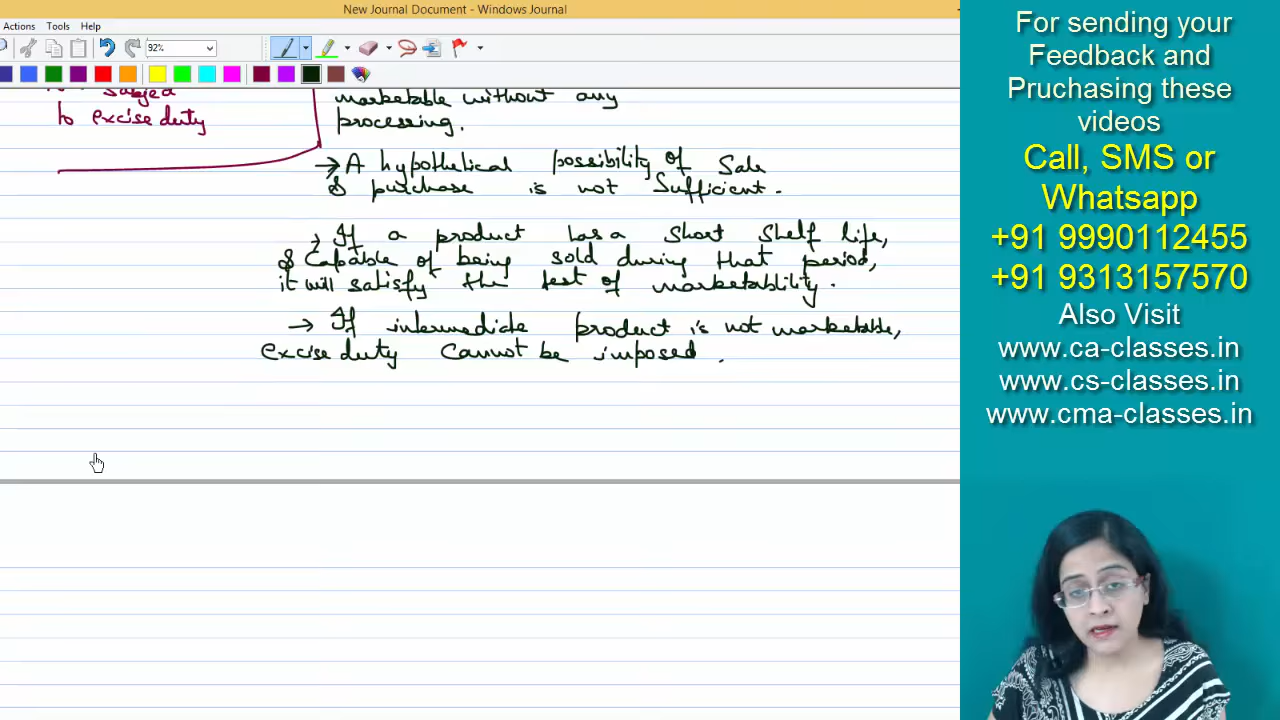 New Journal Document - Windows Journal
Actions Tools Help
92%
subject
to excise duty
marketable without any
processing.
→ A hypothetical possibility of Sale
& purchase is not Sufficient.
→ If a product has a Short Shelf life,
& Capable of being sold during that period,
it will satisfy the test of marketablility.
→ If intermediate product is not marketable,
excise duty Cannot be imposed.
For sending your
Feedback and
Pruchasing these
videos
Call, SMS or
Whatsapp
+91 9990112455
+91 9313157570
Also Visit
www.ca-classes.in
www.cs-classes.in
www.cma-classes.in